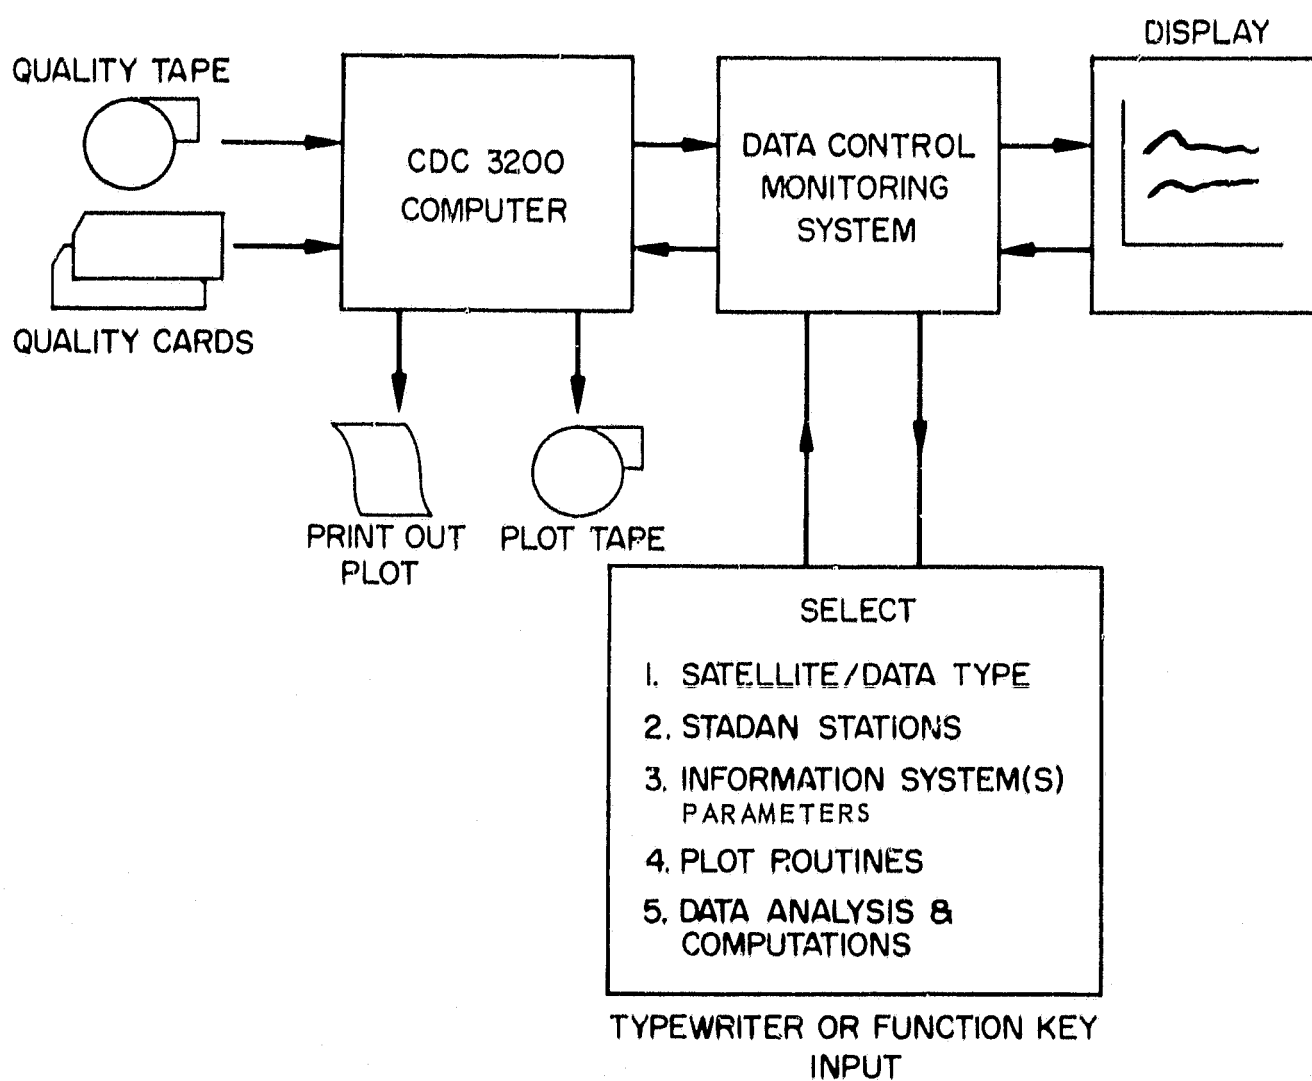 DISPLAY
QUALITY TAPE
CDC 3200
COMPUTER
DATA CONTROL
MONITORING
SYSTEM
QUALITY CARDS
PRINT OUT
PLOT
PLOT TAPE
SELECT
1. SATELLITE/DATA TYPE
2. STADAN STATIONS
3. INFORMATION SYSTEM(S)
PARAMETERS
4. PLOT ROUTINES
5. DATA ANALYSIS &
COMPUTATIONS
TYPEWRITER OR FUNCTION KEY
INPUT